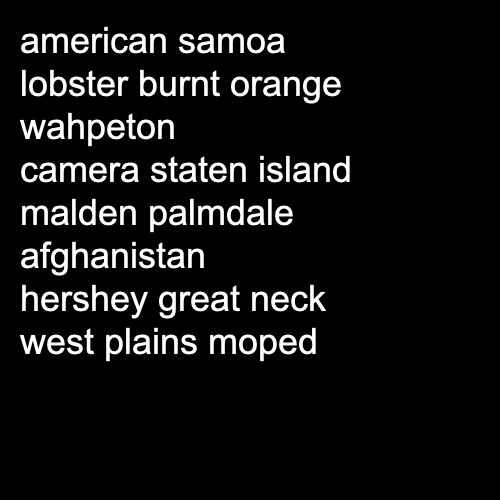 american samoa
lobster burnt orange
wahpeton
camera staten island
malden palmdale
afghanistan
hershey great neck
west plains moped